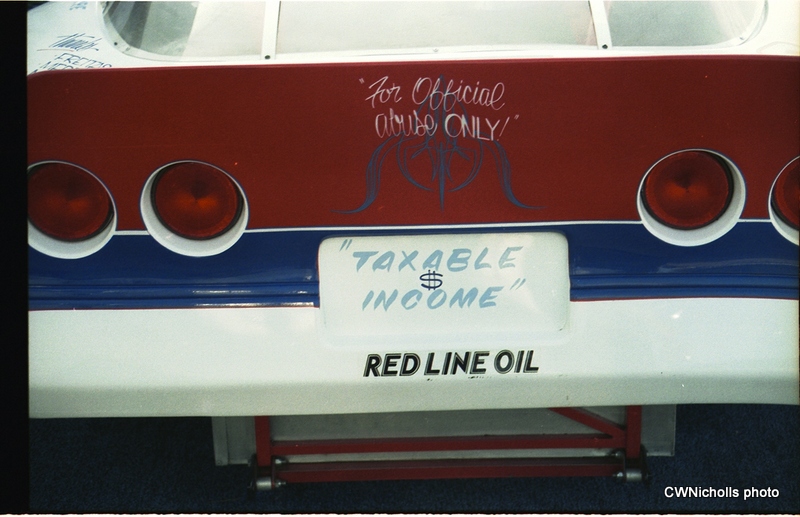 "For Official
abuse ONLY!"
"TAXABLE
$
INCOME"
RED LINE OIL
CWNicholls photo